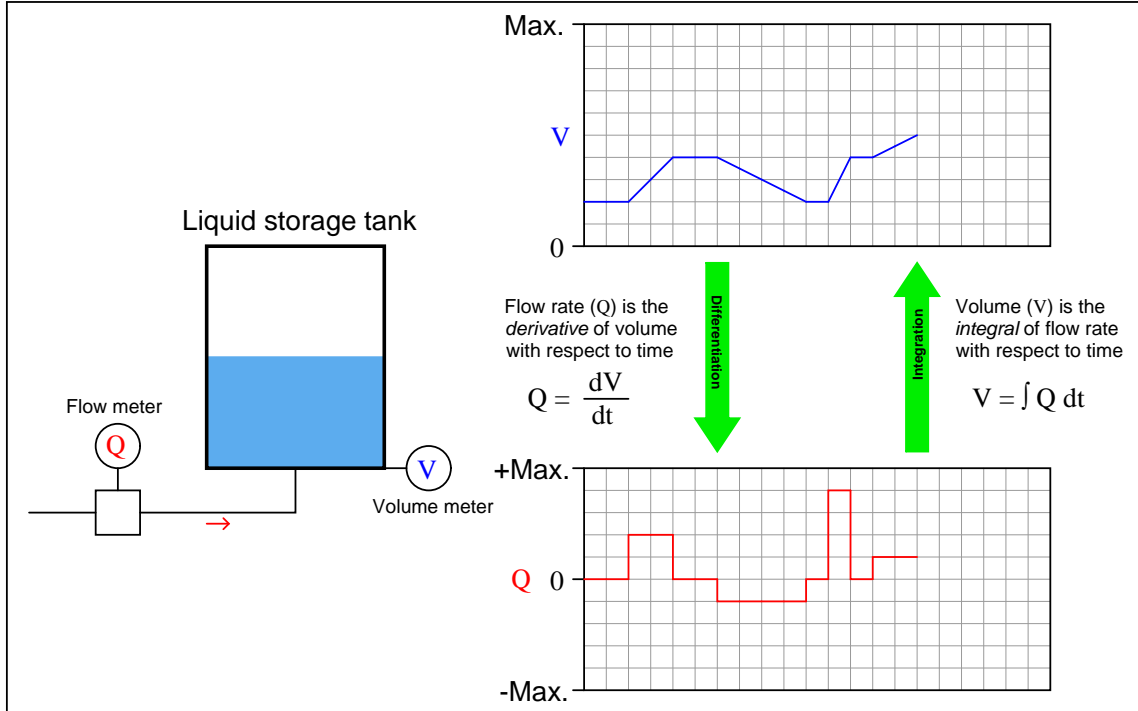 Max.
V
0
Liquid storage tank
Flow meter
Q
V
Volume meter
Flow rate (Q) is the
derivative of volume
with respect to time
Q = dV
dt
Differentiation
Integration
Volume (V) is the
integral of flow rate
with respect to time
V = ∫ Q dt
+Max.
Q 0
-Max.